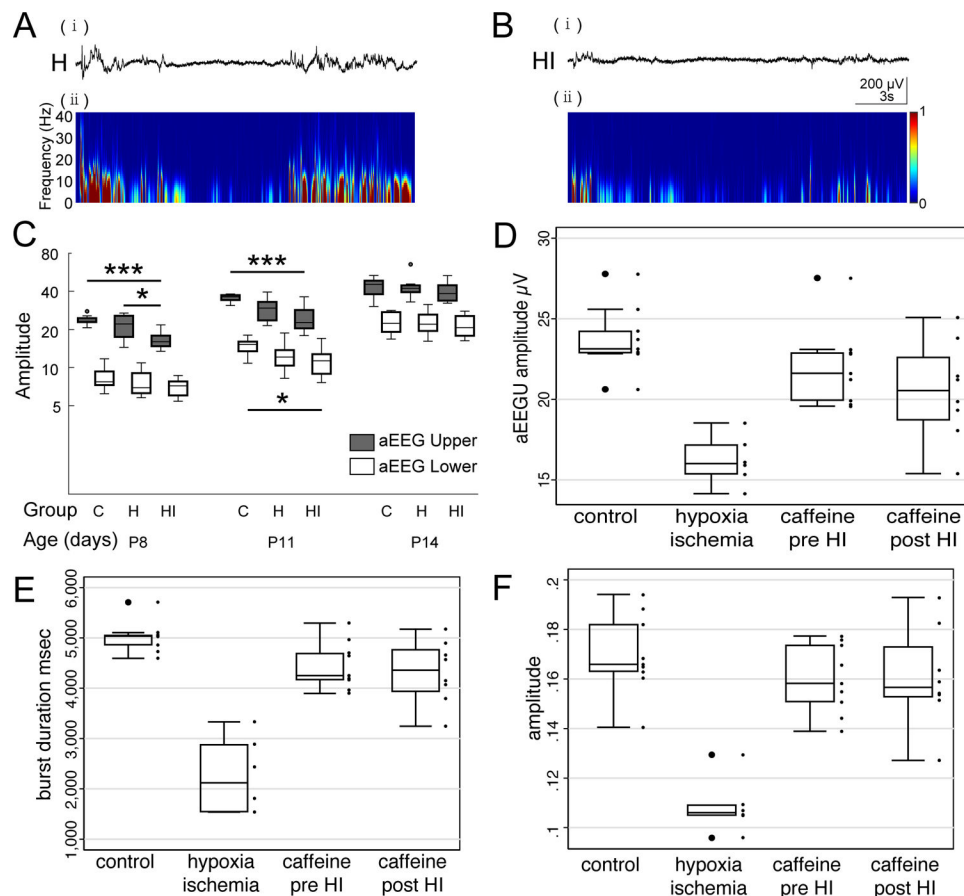 A
(ⅰ)
H
(ⅱ)
Frequency (Hz)
40
30
20
10
0
B
(ⅰ)
HI
200 μV
3s
(ⅱ)
1
0
C
Amplitude
80
40
20
10
5
***
*
***
*
aEEG Upper
aEEG Lower
Group C H HI C H HI C H HI
Age (days) P8 P11 P14
D
aEEGU amplitude μV
30
25
20
15
control hypoxia caffeine caffeine
ischemia pre HI post HI
E
burst duration msec
6,000
5,000
4,000
3,000
2,000
1,000
control hypoxia caffeine caffeine
ischemia pre HI post HI
F
amplitude
.2
.18
.16
.14
.12
.1
control hypoxia caffeine caffeine
ischemia pre HI post HI